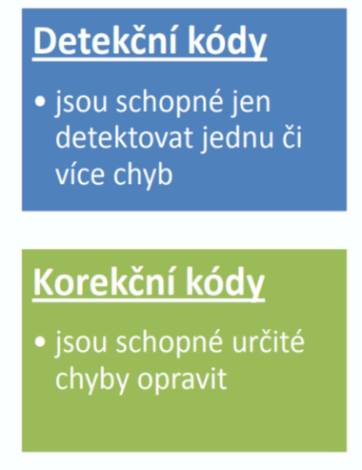 Detekční kódy
• jsou schopné jen
detektovat jednu či
více chyb
Korekční kódy
• jsou schopné určité
chyby opravit